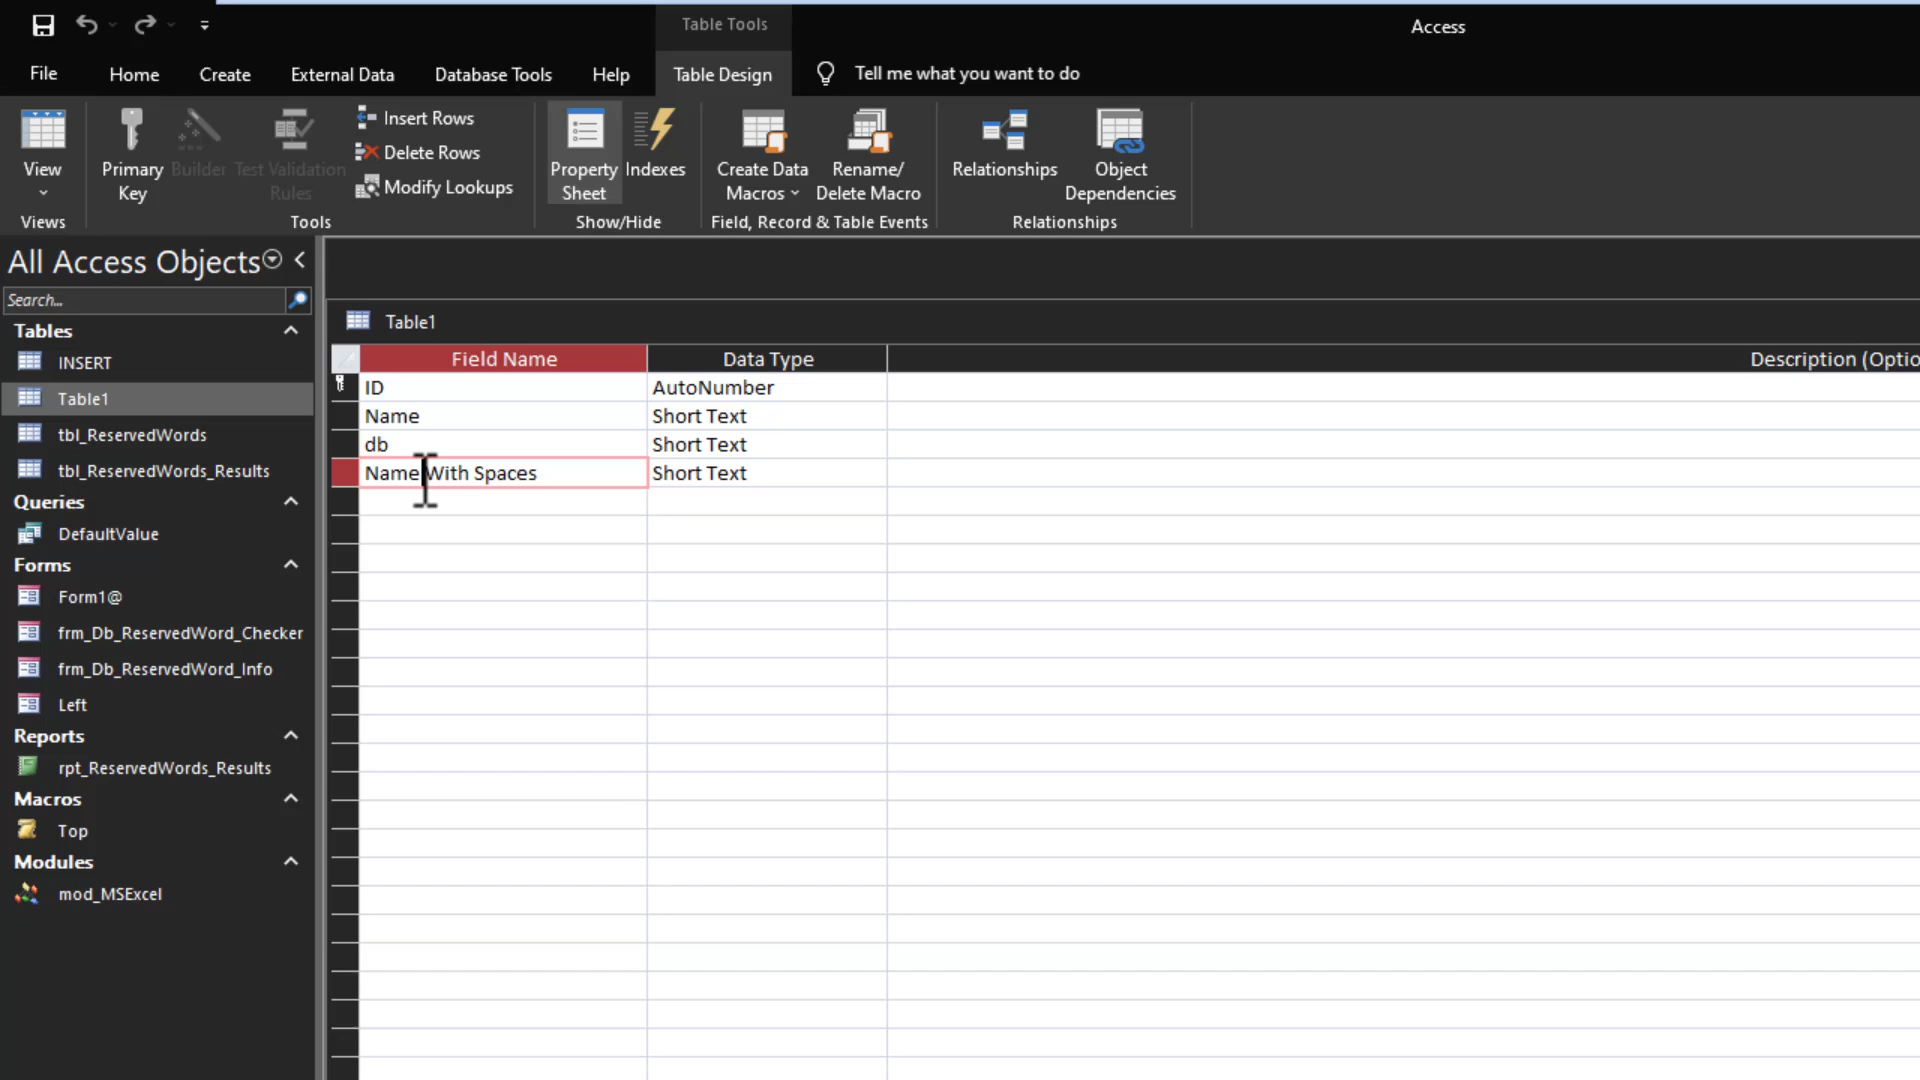 Table Tools
Access
File
Home
Create
External Data
Database Tools
Help
Table Design
Tell me what you want to do
View
Primary Key
Builder
Test Validation Rules
Insert Rows
Delete Rows
Modify Lookups
Property Sheet
Indexes
Create Data Macros
Rename/ Delete Macro
Relationships
Object Dependencies
Views
Tools
Show/Hide
Field, Record & Table Events
Relationships
All Access Objects
Search...
Tables
INSERT
Table1
tbl_ReservedWords
tbl_ReservedWords_Results
Queries
DefaultValue
Forms
Form1@
frm_Db_ReservedWord_Checker
frm_Db_ReservedWord_Info
Left
Reports
rpt_ReservedWords_Results
Macros
Top
Modules
mod_MSExcel
Table1
Field Name Data Type Description (Optio
ID AutoNumber
Name Short Text
db Short Text
Name With Spaces Short Text